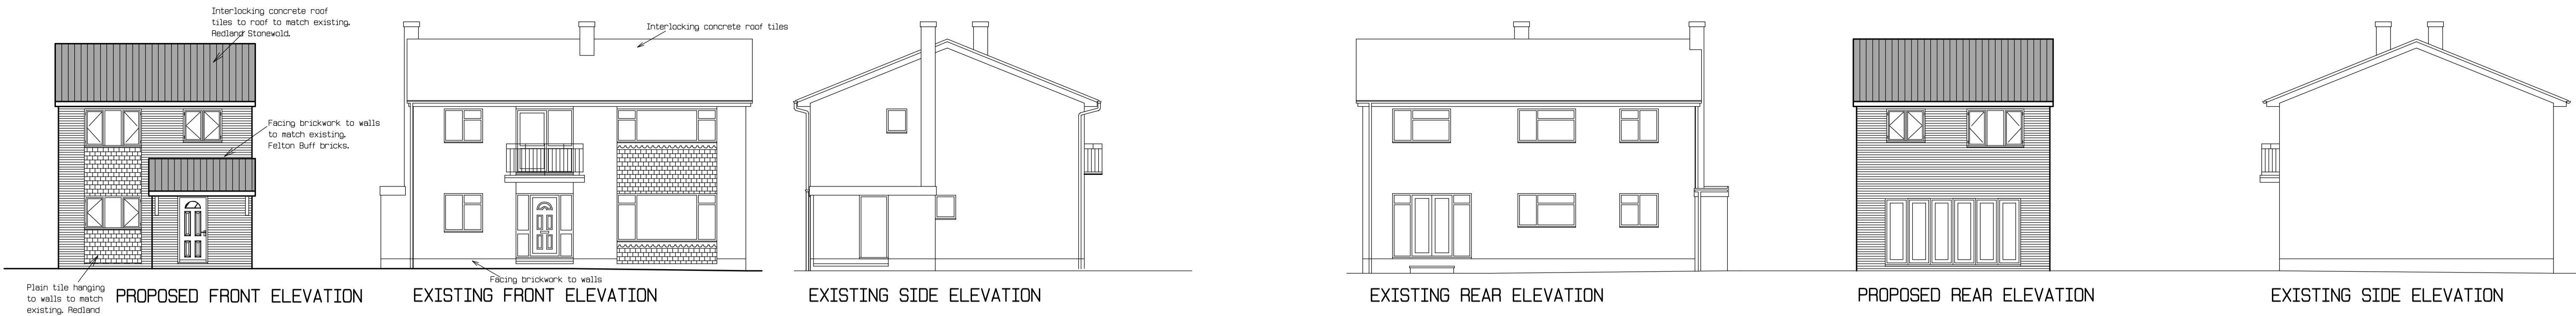 Interlocking concrete roof
tiles to roof to match existing.
Redland Stonewold.
Interlocking concrete roof tiles
Facing brickwork to walls
to match existing.
Felton Buff bricks.
Facing brickwork to walls
Plain tile hanging
to walls to match
existing. Redland
PROPOSED FRONT ELEVATION
EXISTING FRONT ELEVATION
EXISTING SIDE ELEVATION
EXISTING REAR ELEVATION
PROPOSED REAR ELEVATION
EXISTING SIDE ELEVATION